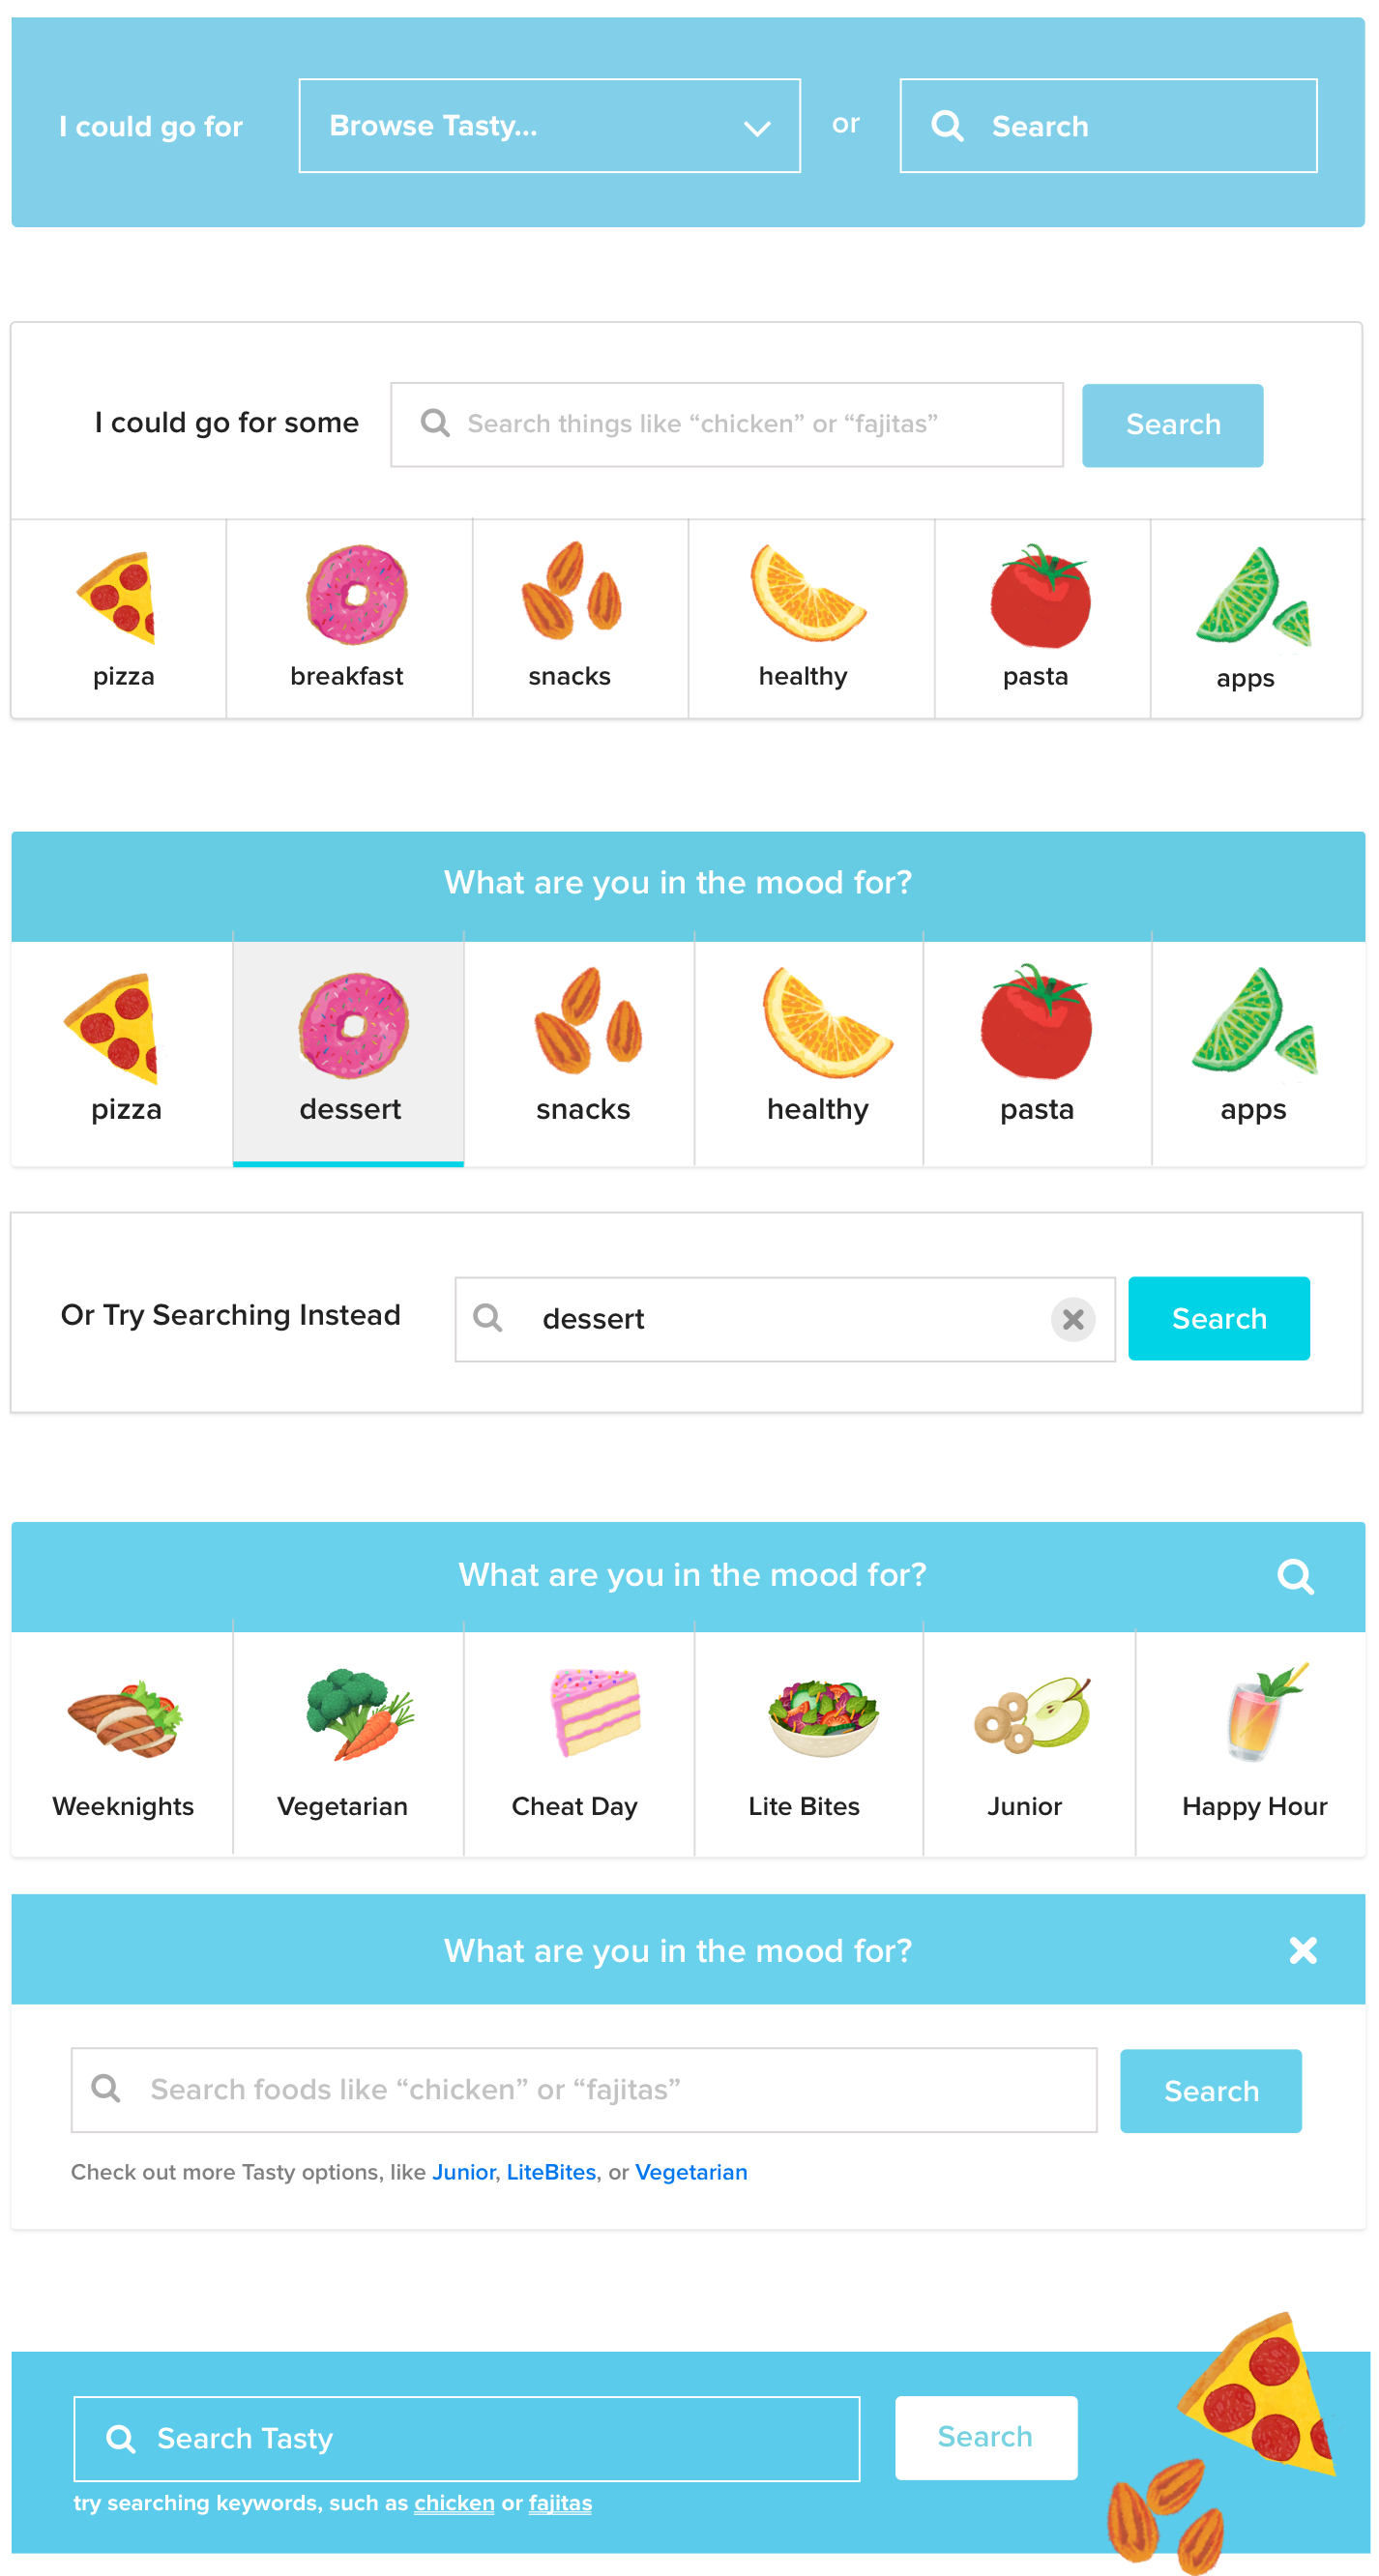 I could go for Browse Tasty... or Search
I could go for some Search things like “chicken” or “fajitas” Search
pizza breakfast snacks healthy pasta apps
What are you in the mood for?
pizza dessert snacks healthy pasta apps
Or Try Searching Instead dessert Search
What are you in the mood for?
Weeknights Vegetarian Cheat Day Lite Bites Junior Happy Hour
What are you in the mood for?
Search foods like “chicken” or “fajitas” Search
Check out more Tasty options, like Junior, LiteBites, or Vegetarian
Search Tasty Search
try searching keywords, such as chicken or fajitas